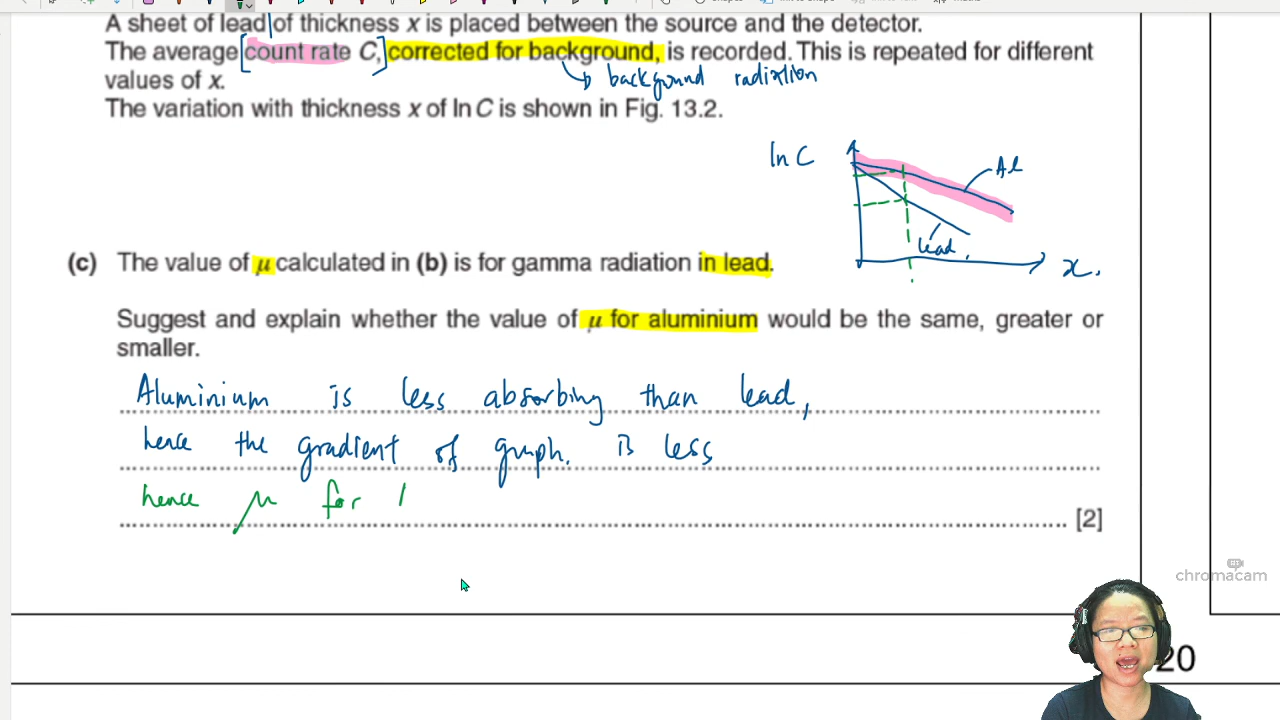 A sheet of lead of thickness x is placed between the source and the detector.
The average [count rate C,] corrected for background, is recorded. This is repeated for different
values of x.
↳ background radiation
The variation with thickness x of ln C is shown in Fig. 13.2.
ln C
Al
lead
x.
(c) The value of μ calculated in (b) is for gamma radiation in lead.
Suggest and explain whether the value of μ for aluminium would be the same, greater or
smaller.
Aluminium is less absorbing than lead,
hence the gradient of graph. is less
hence μ for
[2]
chromacam
20